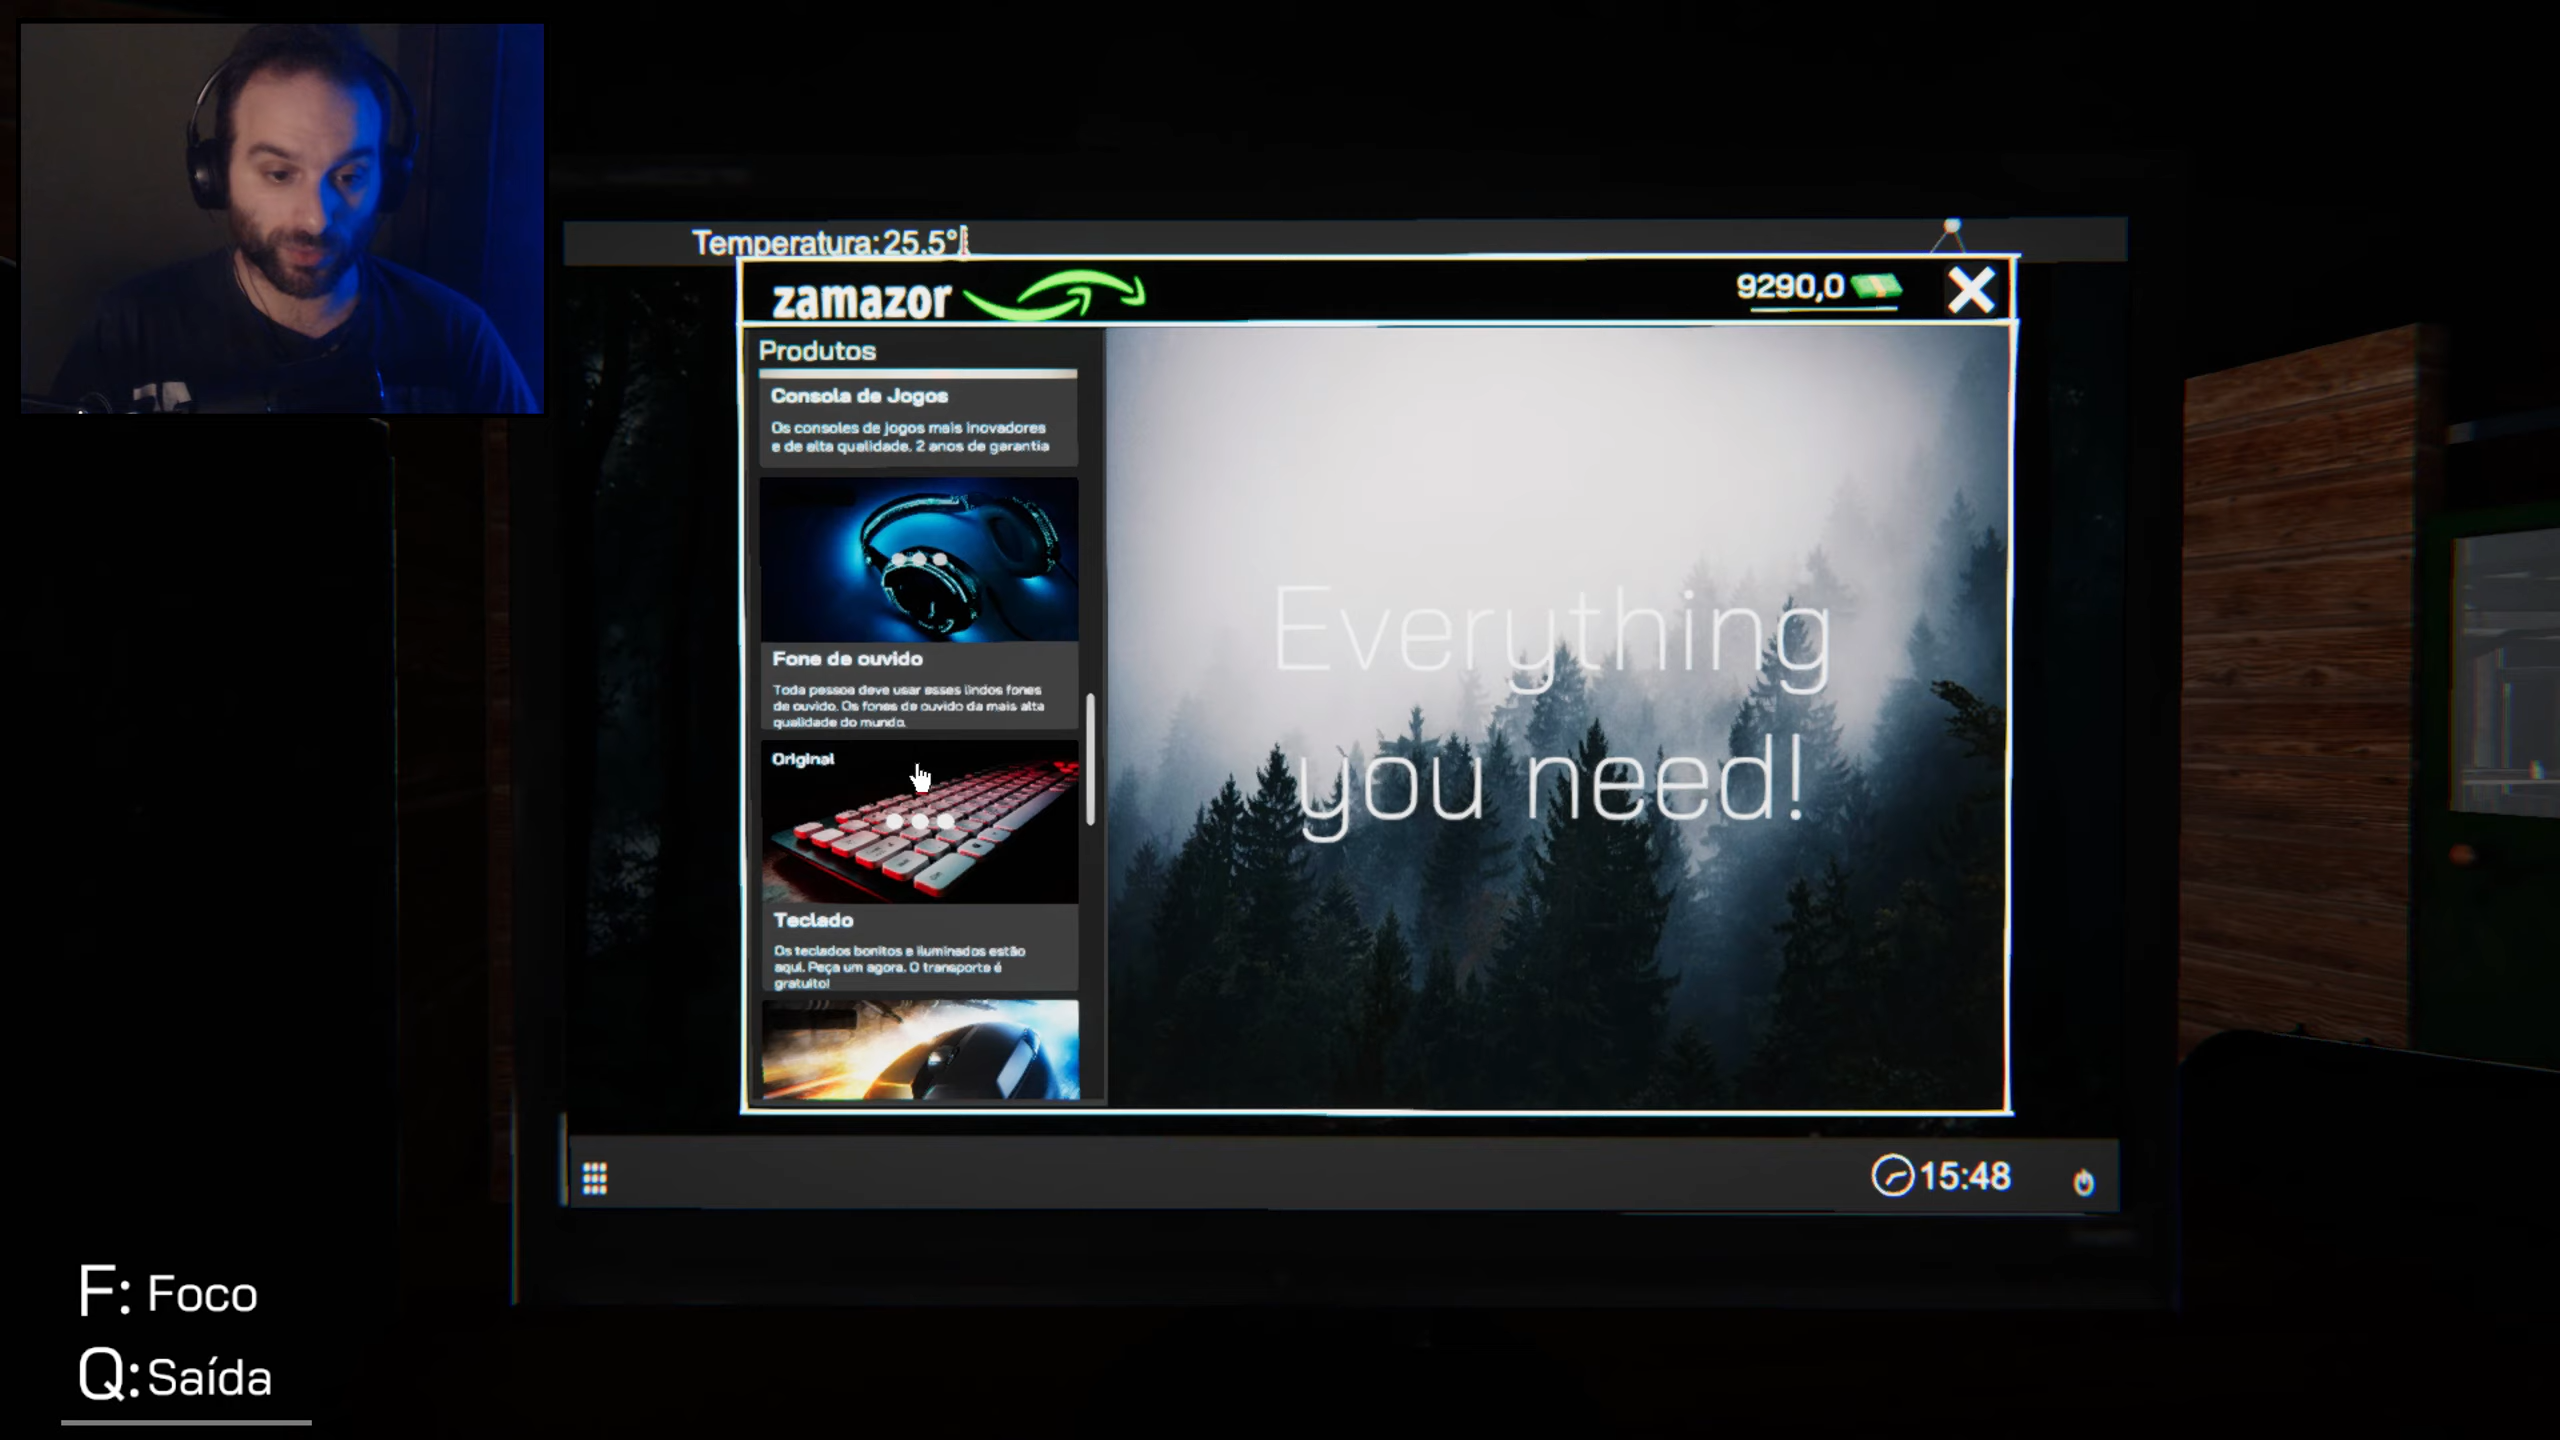 Temperatura:25.5°
zamazor
9290,0
Produtos
Consola de Jogos
Os consoles de jogos mais inovadores
e de alta qualidade. 2 anos de garantia
Fone de ouvido
Toda pessoa deve usar esses lindos fones
de ouvido. Os fones de ouvido da mais alta
qualidade do mundo.
Original
Teclado
Os teclados bonitos e iluminados estão
aqui. Peça um agora. O transporte é
gratuito!
Everything
you need!
15:48
F: Foco
Q: Saída